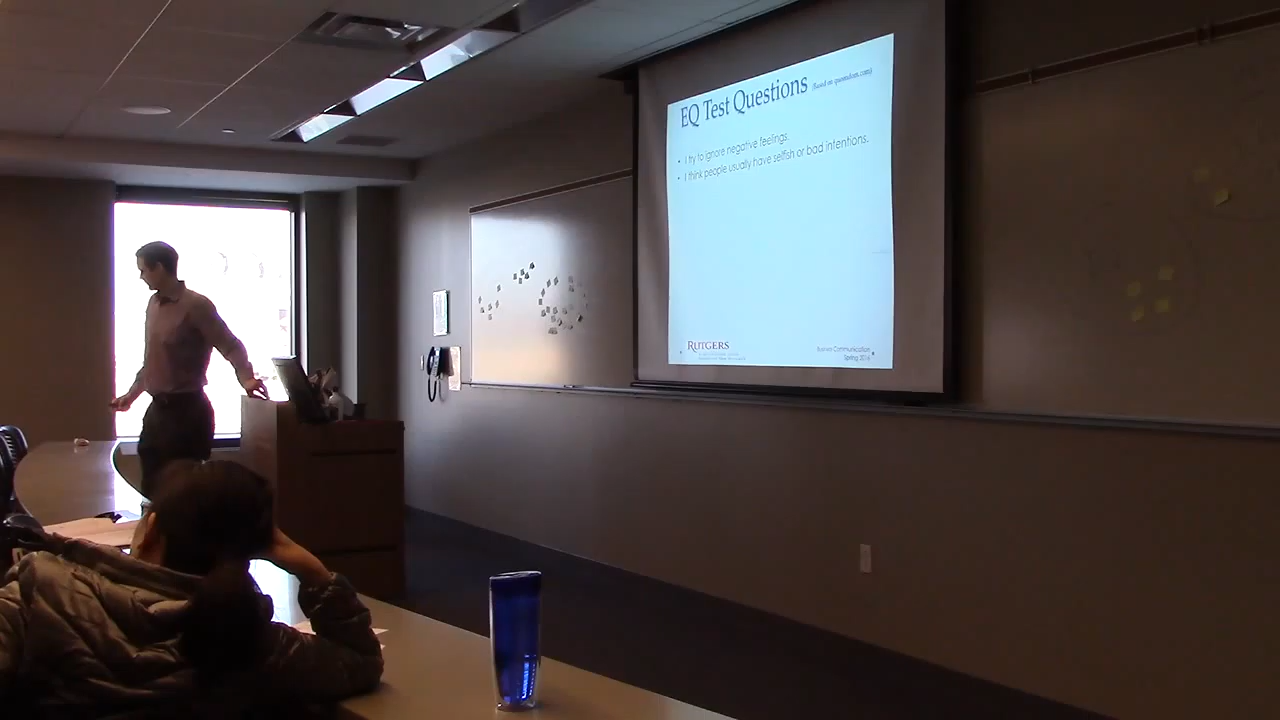 EQ Test Questions (Based on queendom.com)
• I try to ignore negative feelings.
• I think people usually have selfish or bad intentions.
RUTGERS
Business Communication
Spring 2014